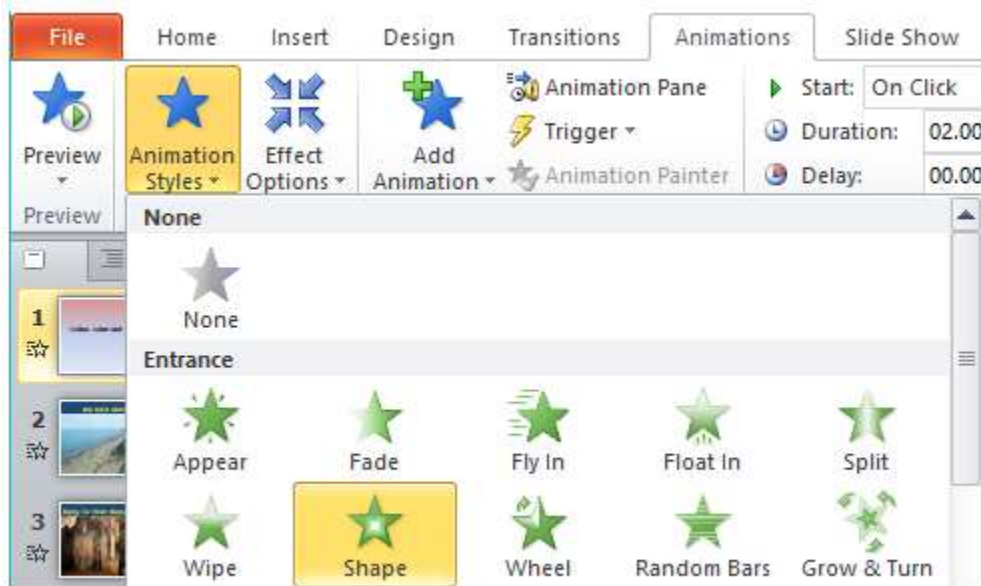 File Home Insert Design Transitions Animations Slide Show
Preview
Animation Styles
Effect Options
Add Animation
Animation Pane
Trigger
Animation Painter
Start: On Click
Duration: 02.00
Delay: 00.00
Preview
None
None
Entrance
1
2
3
Appear Fade Fly In Float In Split
Wipe Shape Wheel Random Bars Grow & Turn